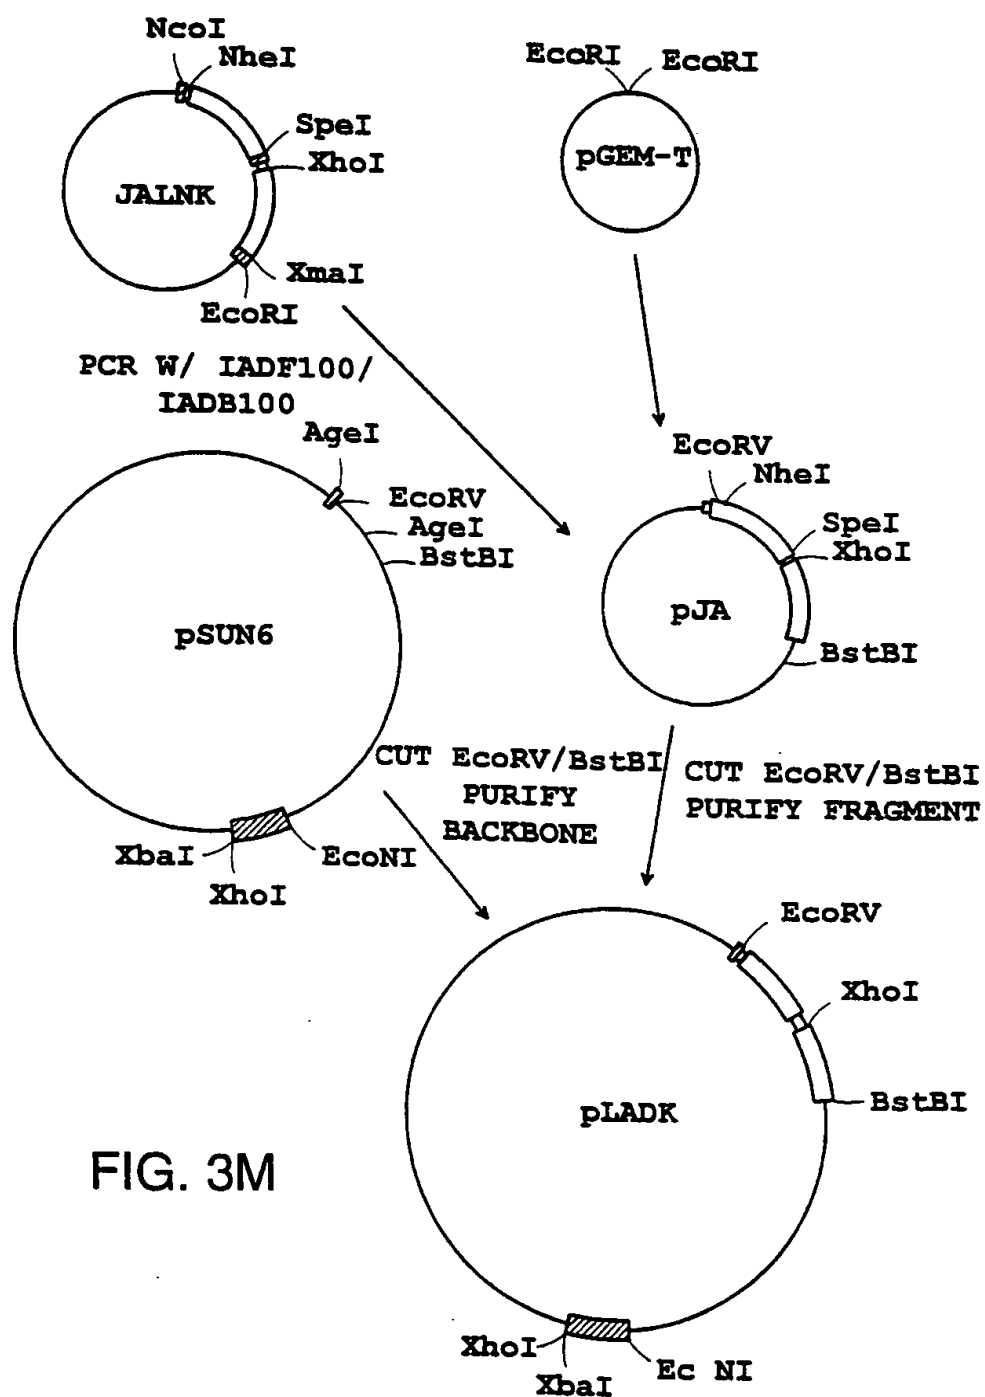 NcoI
NheI
SpeI
XhoI
JALNK
XmaI
EcoRI
EcoRI
EcoRI
pGEM-T
PCR W/ IADF100/
IADB100
AgeI
EcoRV
AgeI
BstBI
pSUN6
XbaI
XhoI
EcoNI
EcoRV
NheI
SpeI
XhoI
pJA
BstBI
CUT EcoRV/BstBI
PURIFY
BACKBONE
CUT EcoRV/BstBI
PURIFY FRAGMENT
EcoRV
XhoI
BstBI
pLADK
XhoI
XbaI
Ec NI
FIG. 3M